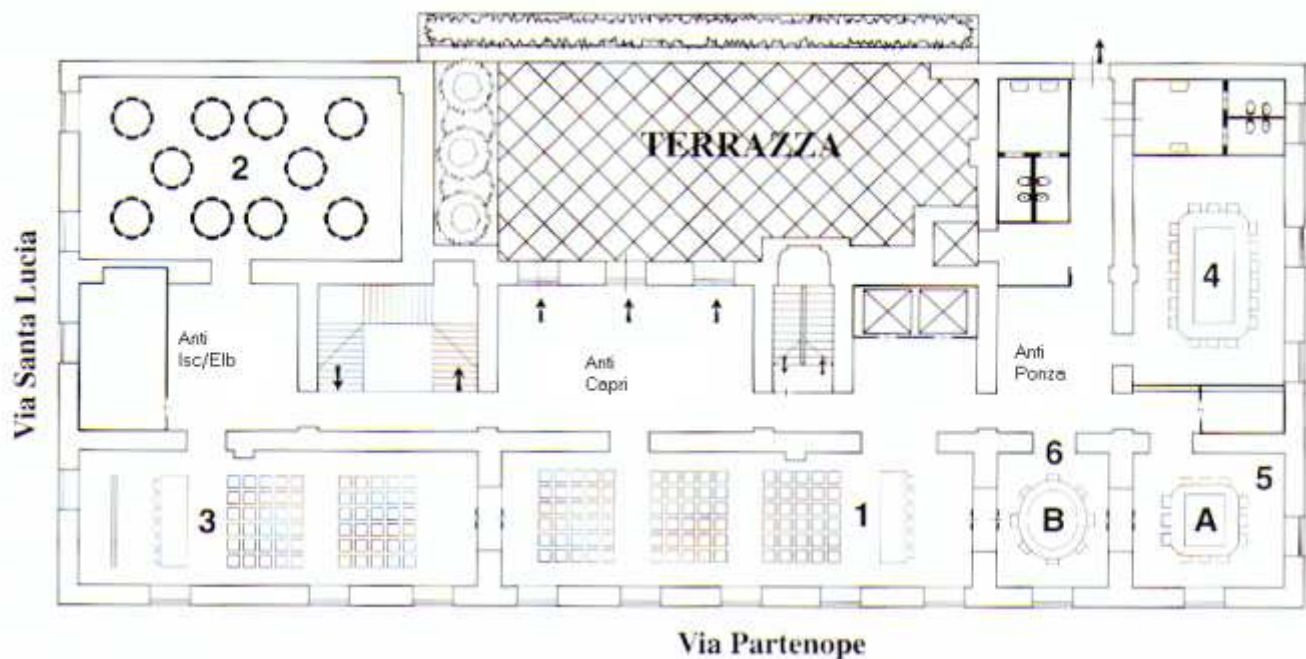 TERRAZZA
2
Via Santa Lucia
4
Anti
Isc/Elb
Anti
Capri
Anti
Ponza
6
5
3
1
B
A
Via Partenope